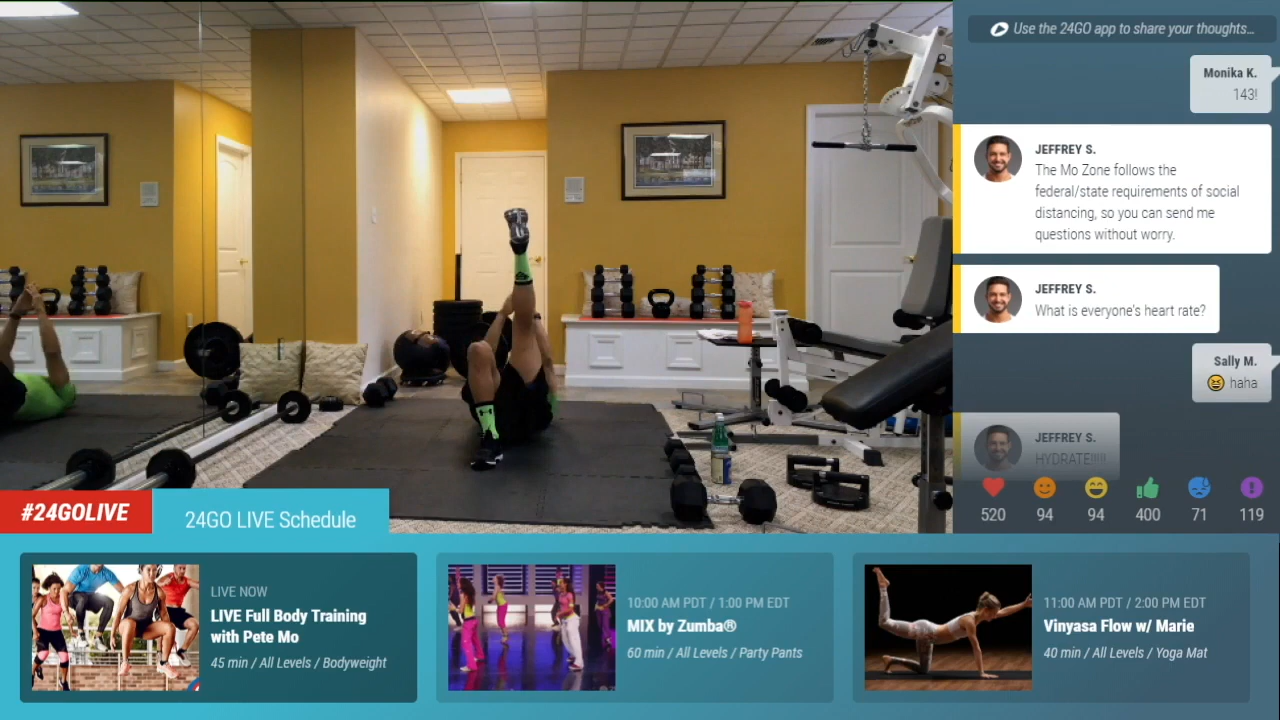 Use the 24GO app to share your thoughts...
Monika K.
143!
JEFFREY S.
The Mo Zone follows the
federal/state requirements of social
distancing, so you can send me
questions without worry.
JEFFREY S.
What is everyone's heart rate?
Sally M.
😆 haha
JEFFREY S.
HYDRATE!!!!!
520
94
94
400
71
119
#24GOLIVE
24GO LIVE Schedule
LIVE NOW
LIVE Full Body Training
with Pete Mo
45 min / All Levels / Bodyweight
10:00 AM PDT / 1:00 PM EDT
MIX by Zumba®
60 min / All Levels / Party Pants
11:00 AM PDT / 2:00 PM EDT
Vinyasa Flow w/ Marie
40 min / All Levels / Yoga Mat